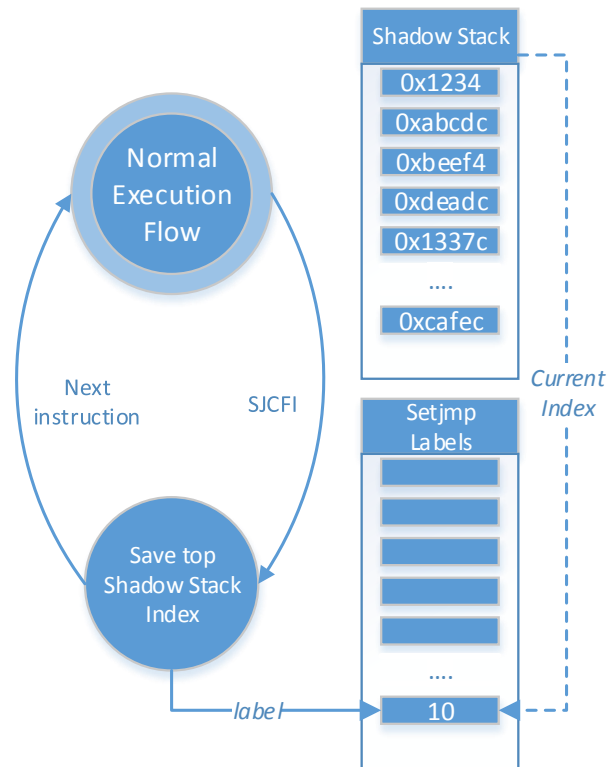 Shadow Stack
0x1234
0xabcdc
0xbeef4
0xdeadc
0x1337c
....
0xcafec
Normal
Execution
Flow
Next
instruction
SJCFI
Current
Index
Setjmp
Labels
Save top
Shadow Stack
Index
....
label
10